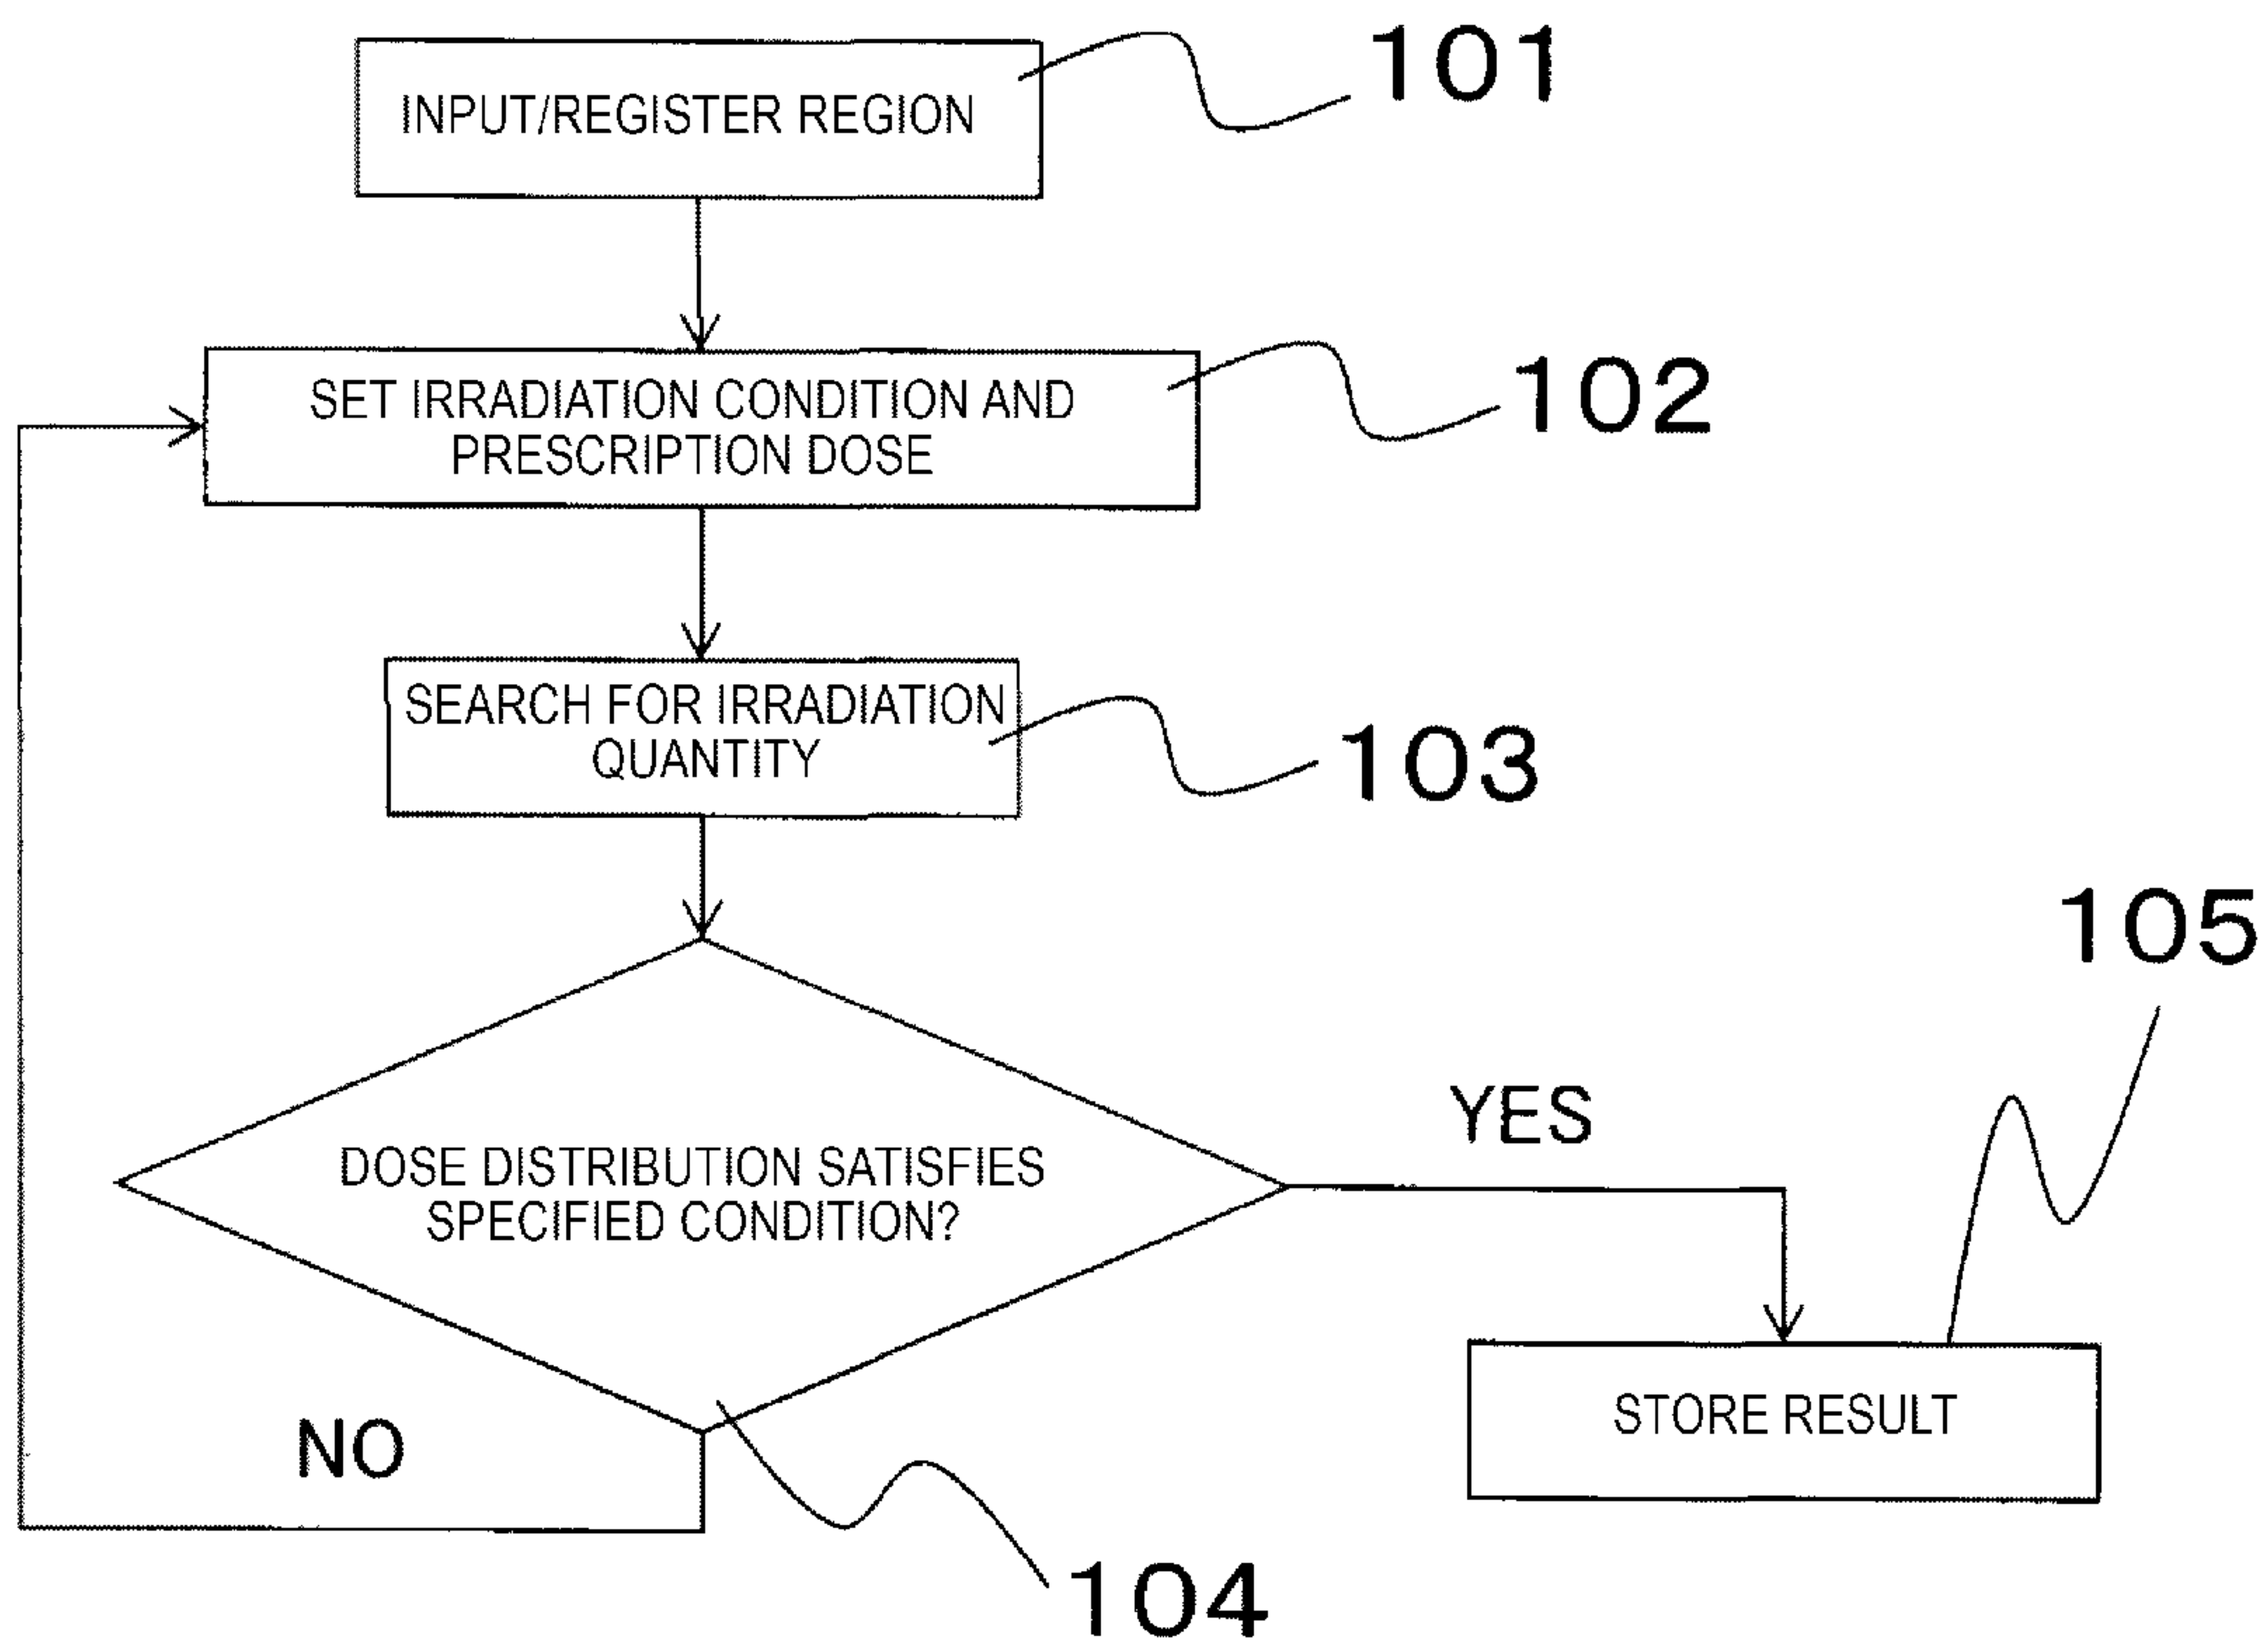 101
INPUT/REGISTER REGION
102
SET IRRADIATION CONDITION AND
PRESCRIPTION DOSE
103
SEARCH FOR IRRADIATION
QUANTITY
105
YES
DOSE DISTRIBUTION SATISFIES
SPECIFIED CONDITION?
STORE RESULT
NO
104